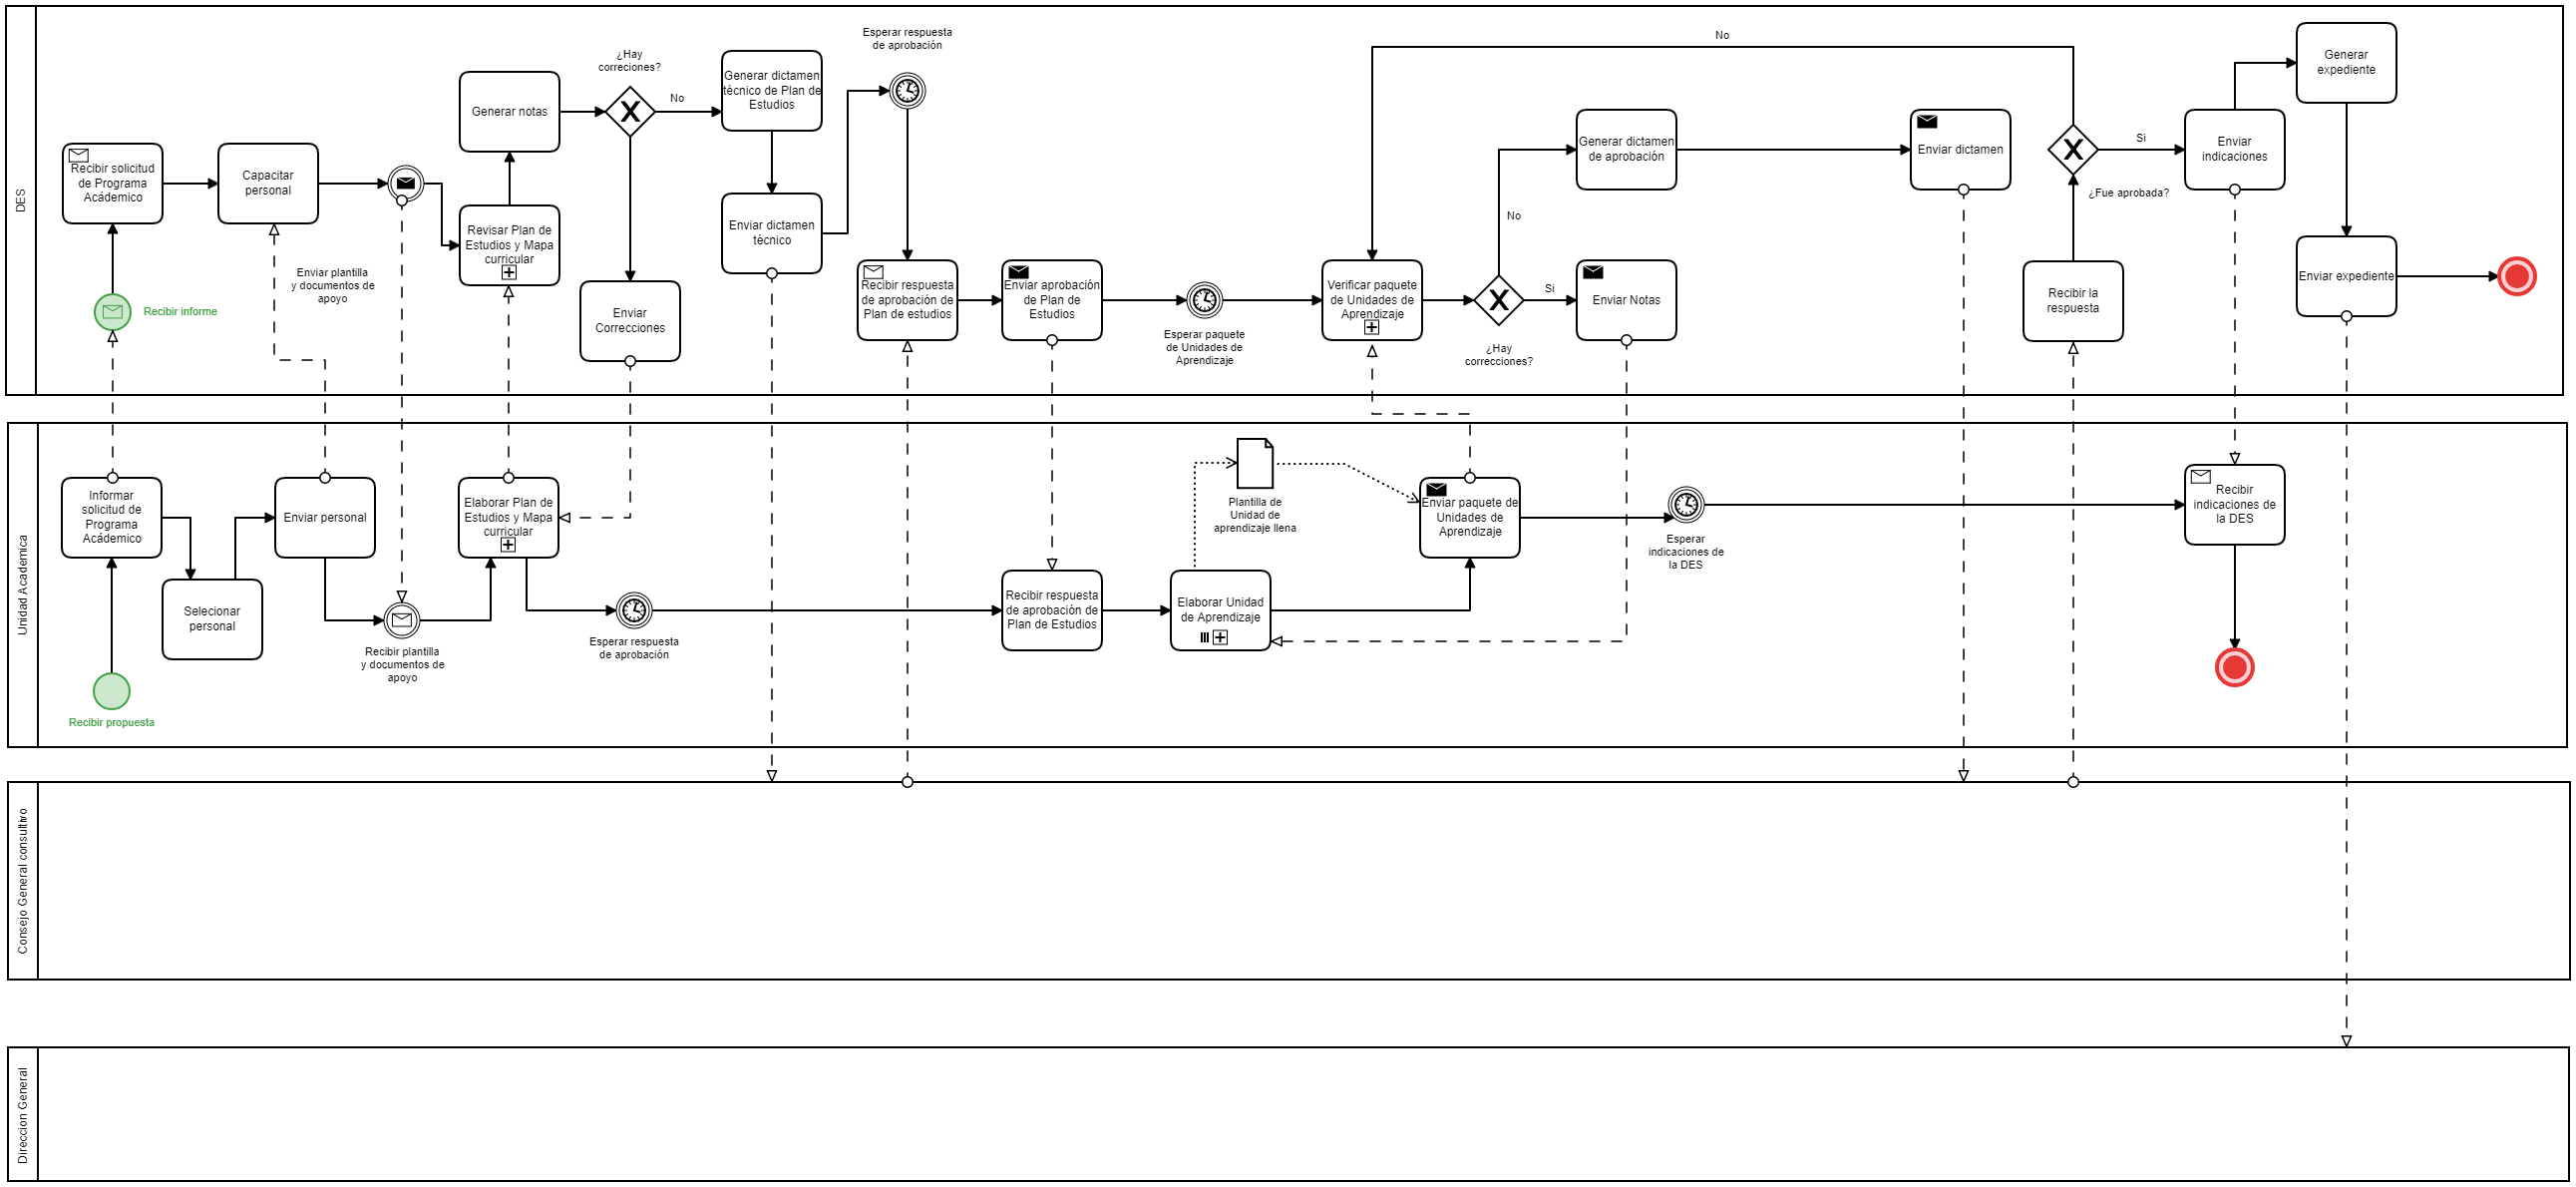 DES
Recibir solicitud
de Programa
Acádemico
Recibir informe
Capacitar
personal
Enviar plantilla
y documentos de
apoyo
Generar notas
Revisar Plan de
Estudios y Mapa
curricular
¿Hay
correciones?
No
Enviar
Correcciones
Generar dictamen
técnico de Plan de
Estudios
Enviar dictamen
técnico
Esperar respuesta
de aprobación
Recibir respuesta
de aprobación de
Plan de estudios
Enviar aprobación
de Plan de
Estudios
Esperar paquete
de Unidades de
Aprendizaje
Verificar paquete
de Unidades de
Aprendizaje
¿Hay
correcciones?
No
Si
Generar dictamen
de aprobación
Enviar Notas
No
Enviar dictamen
Recibir la
respuesta
¿Fue aprobada?
Si
Enviar
indicaciones
Generar
expediente
Enviar expediente
Unidad Academica
Informar
solicitud de
Programa
Acádemico
Recibir propuesta
Selecionar
personal
Enviar personal
Recibir plantilla
y documentos de
apoyo
Elaborar Plan de
Estudios y Mapa
curricular
Esperar respuesta
de aprobación
Recibir respuesta
de aprobación de
Plan de Estudios
Elaborar Unidad
de Aprendizaje
Plantilla de
Unidad de
aprendizaje llena
Enviar paquete de
Unidades de
Aprendizaje
Esperar
indicaciones de
la DES
Recibir
indicaciones de
la DES
Consejo General consultivo
Direccion General